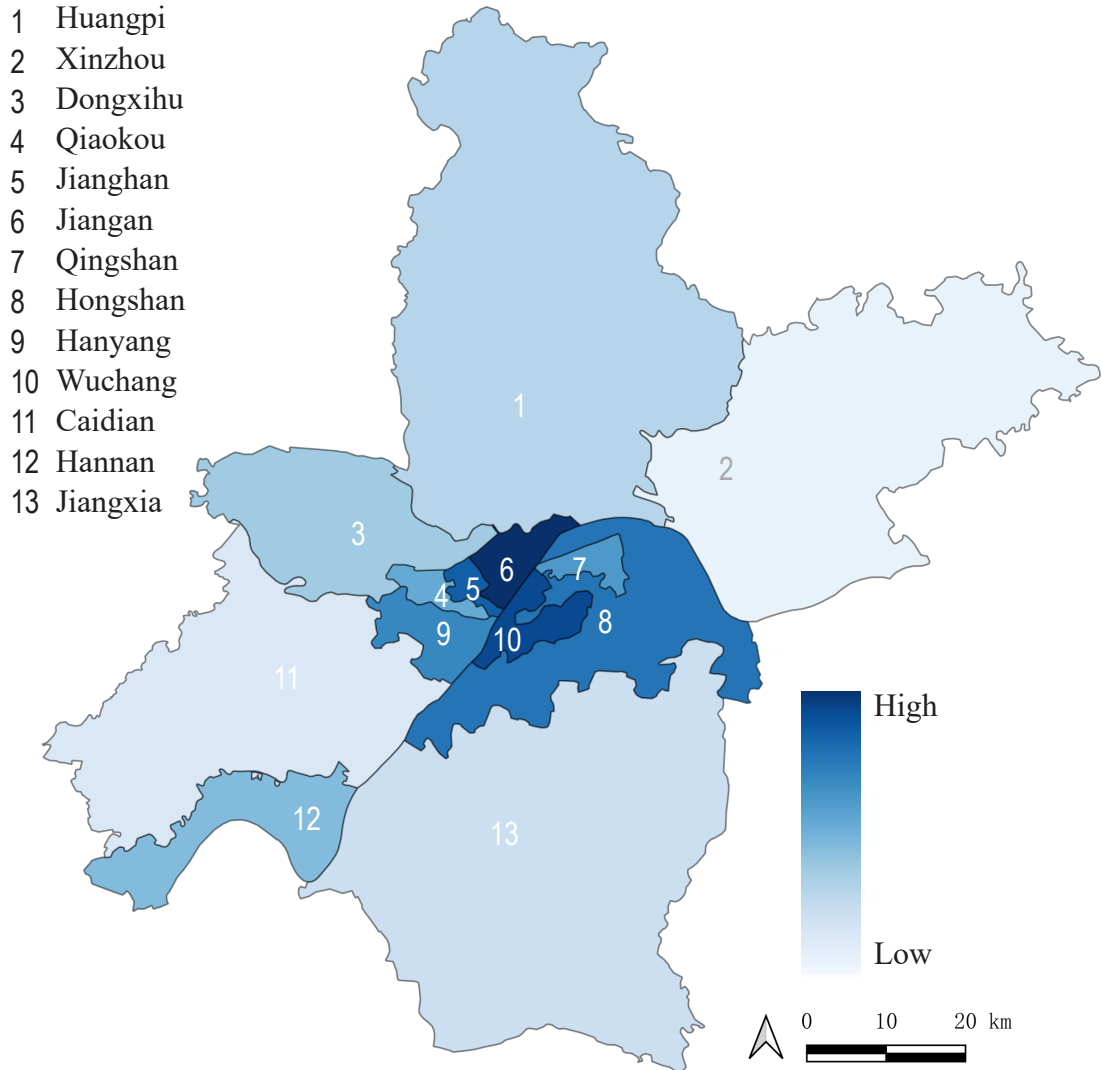 1 Huangpi
2 Xinzhou
3 Dongxihu
4 Qiaokou
5 Jianghan
6 Jiangan
7 Qingshan
8 Hongshan
9 Hanyang
10 Wuchang
11 Caidian
12 Hannan
13 Jiangxia
1
2
3
6
7
5
4
8
9
10
11
12
13
High
Low
0 10 20 km